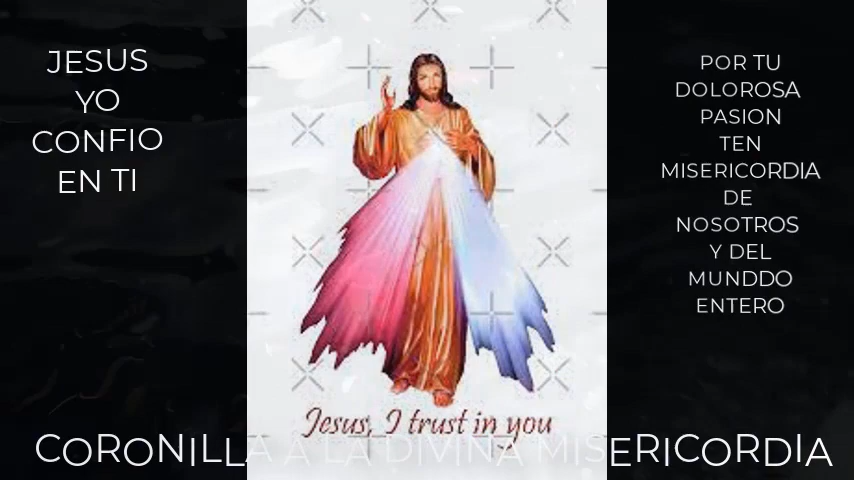 JESUS
YO
CONFIO
EN TI
POR TU
DOLOROSA
PASION
TEN
MISERICORDIA
DE
NOSOTROS
Y DEL
MUNDDO
ENTERO
Jesus, I trust in you
CORONILLA A LA DIVINA MISERICORDIA